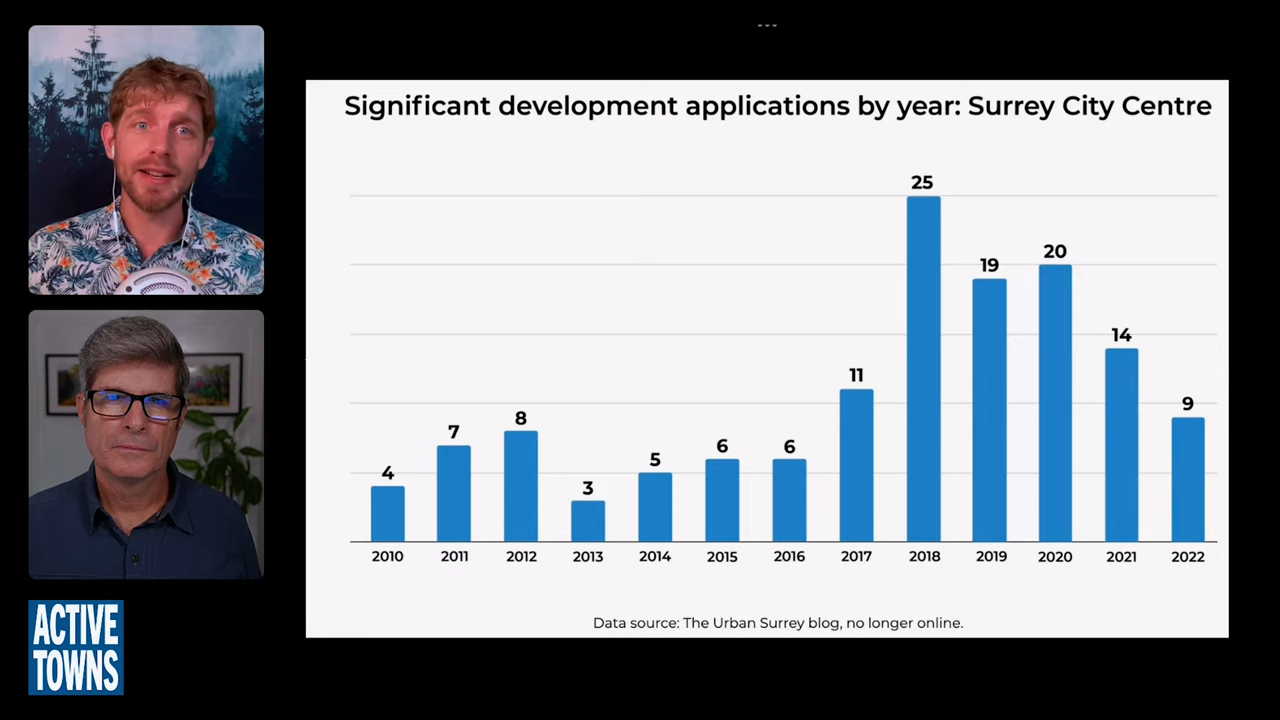 Significant development applications by year: Surrey City Centre
25
20
19
14
11
9
8
7
6
6
5
4
3
2010 2011 2012 2013 2014 2015 2016 2017 2018 2019 2020 2021 2022
Data source: The Urban Surrey blog, no longer online.
ACTIVE
TOWNS